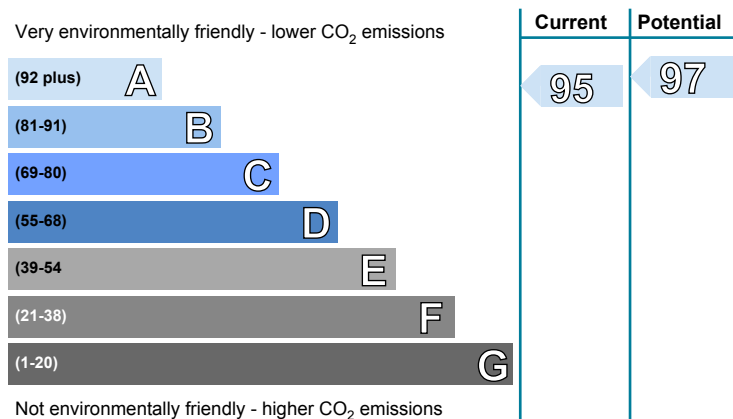 Very environmentally friendly - lower CO2 emissions
Current Potential
(92 plus) A
95 97
(81-91) B
(69-80) C
(55-68) D
(39-54 E
(21-38) F
(1-20) G
Not environmentally friendly - higher CO2 emissions